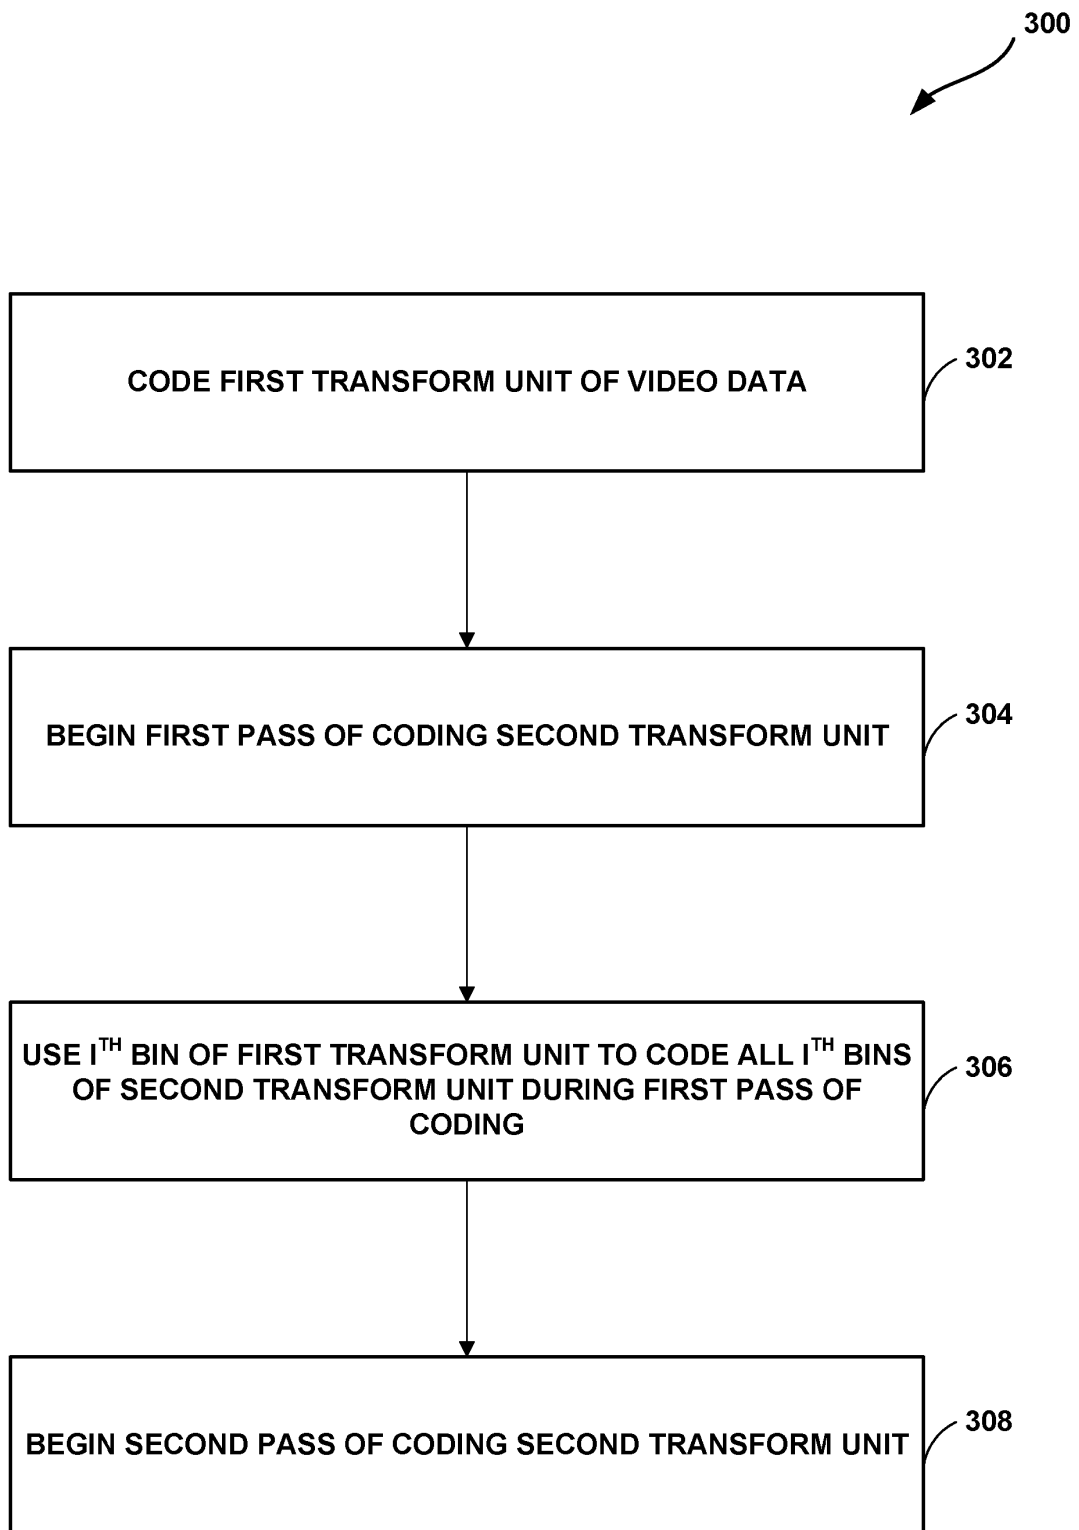 300
CODE FIRST TRANSFORM UNIT OF VIDEO DATA
302
BEGIN FIRST PASS OF CODING SECOND TRANSFORM UNIT
304
USE I^TH BIN OF FIRST TRANSFORM UNIT TO CODE ALL I^TH BINS
OF SECOND TRANSFORM UNIT DURING FIRST PASS OF
CODING
306
BEGIN SECOND PASS OF CODING SECOND TRANSFORM UNIT
308